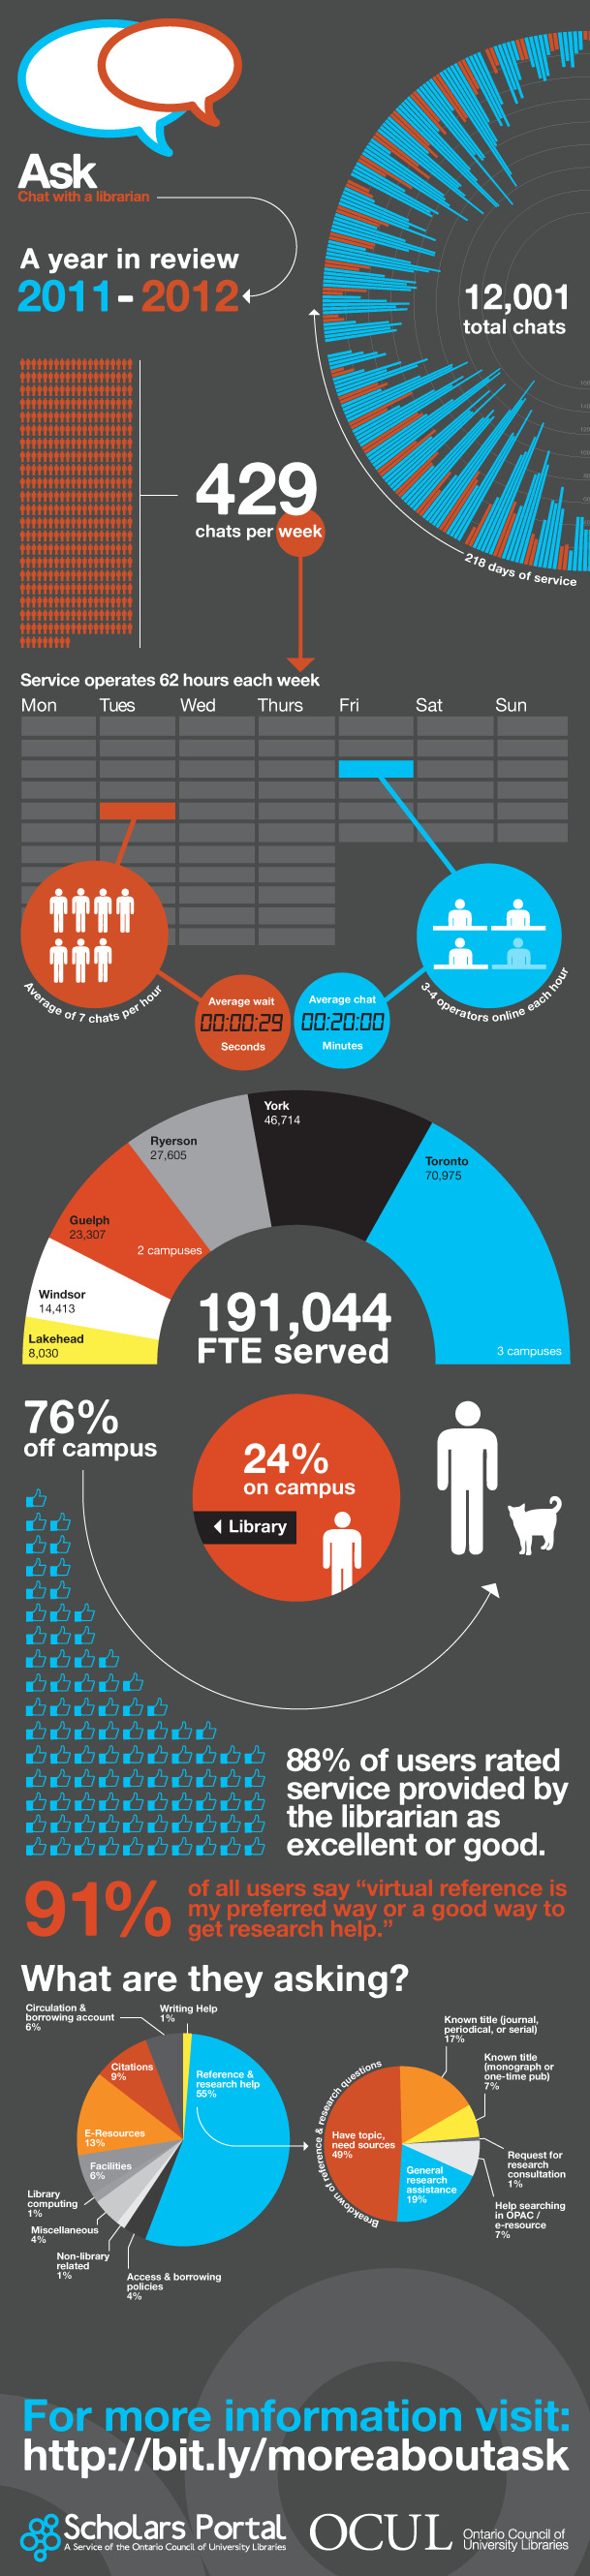 Ask
Chat with a librarian
A year in review
2011-2012
12,001
total chats
218 days of service
429
chats per week
Service operates 62 hours each week
Mon Tues Wed Thurs Fri Sat Sun
Average of 7 chats per hour
3-4 operators online each hour
Average wait
00:00:29
Seconds
Average chat
00:20:00
Minutes
York
46,714
Ryerson
27,605
Toronto
70,975
Guelph
23,307
2 campuses
Windsor
14,413
Lakehead
8,030
3 campuses
191,044
FTE served
76%
off campus
24%
on campus
Library
88% of users rated
service provided by
the librarian as
excellent or good.
91%
of all users say “virtual reference is
my preferred way or a good way to
get research help.”
What are they asking?
Circulation &
borrowing account
6%
Writing Help
1%
Citations
9%
Reference &
research help
55%
E-Resources
13%
Facilities
6%
Library
computing
1%
Miscellaneous
4%
Non-library
related
1%
Access & borrowing
policies
4%
Breakdown of reference & research questions
Known title (journal,
periodical, or serial)
17%
Known title
(monograph or
one-time pub)
7%
Have topic,
need sources
49%
General
research
assistance
19%
Request for
research
consultation
1%
Help searching
in OPAC /
e-resource
7%
For more information visit:
http://bit.ly/moreaboutask
Scholars Portal
A Service of the Ontario Council of University Libraries
OCUL
Ontario Council of
University Libraries